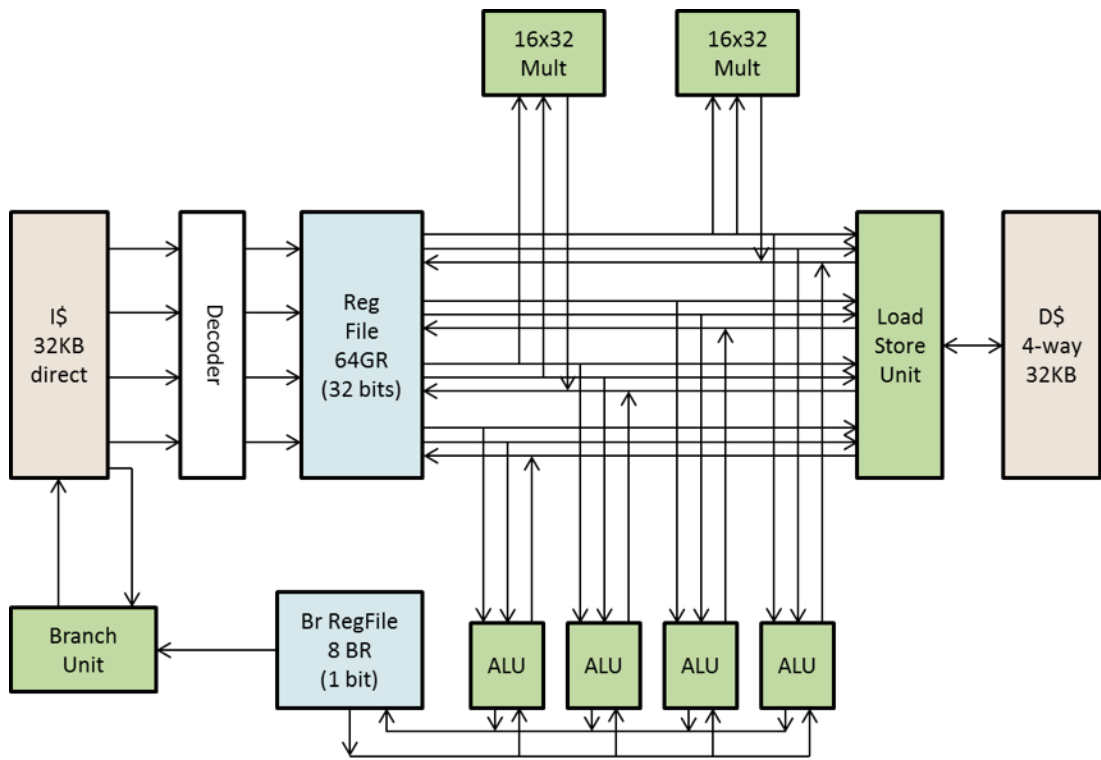 16x32
Mult
16x32
Mult
I$
32KB
direct
Decoder
Reg
File
64GR
(32 bits)
Load
Store
Unit
D$
4-way
32KB
Branch
Unit
Br RegFile
8 BR
(1 bit)
ALU
ALU
ALU
ALU